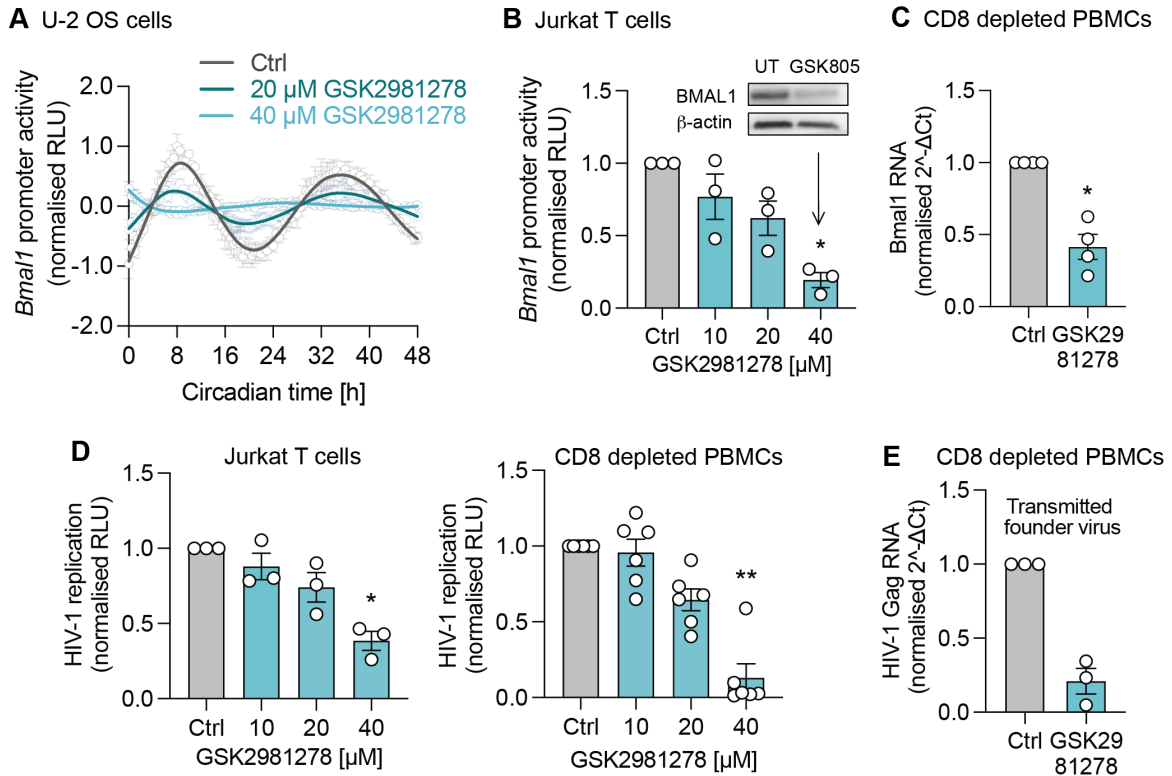 A U-2 OS cells
Ctrl
20 µM GSK2981278
40 µM GSK2981278
Bmal1 promoter activity
(normalised RLU)
2.0
1.0
0.0
-1.0
-2.0
0 8 16 24 32 40 48
Circadian time [h]
B Jurkat T cells
UT GSK805
BMAL1
β-actin
Bmal1 promoter activity
(normalised RLU)
1.5
1.0
0.5
0.0
*
Ctrl 10 20 40
GSK2981278 [µM]
C CD8 depleted PBMCs
Bmal1 RNA
(normalised 2^-ΔCt)
1.5
1.0
0.5
0.0
*
Ctrl GSK29
81278
D Jurkat T cells
HIV-1 replication
(normalised RLU)
1.5
1.0
0.5
0.0
*
Ctrl 10 20 40
GSK2981278 [µM]
CD8 depleted PBMCs
HIV-1 replication
(normalised RLU)
1.5
1.0
0.5
0.0
**
Ctrl 10 20 40
GSK2981278 [µM]
E CD8 depleted PBMCs
Transmitted
founder virus
HIV-1 Gag RNA
(normalised 2^-ΔCt)
1.5
1.0
0.5
0.0
Ctrl GSK29
81278